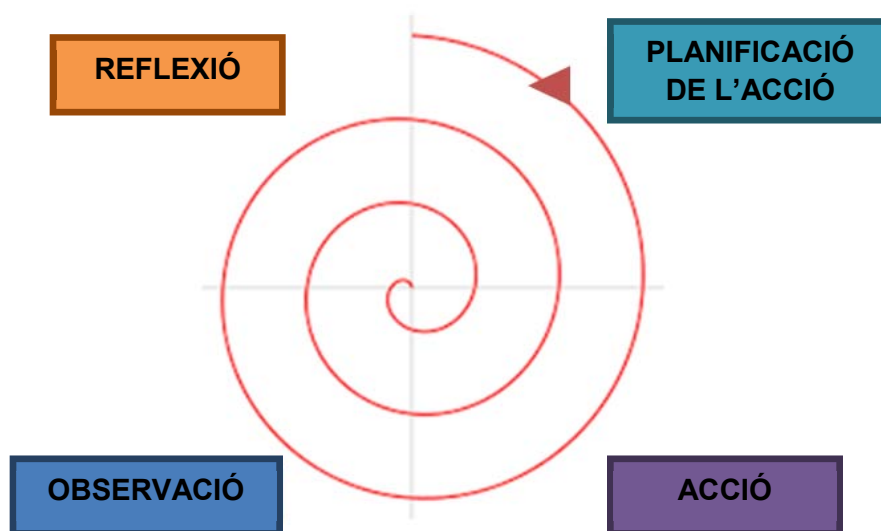 REFLEXIÓ
PLANIFICACIÓ
DE L’ACCIÓ
OBSERVACIÓ
ACCIÓ